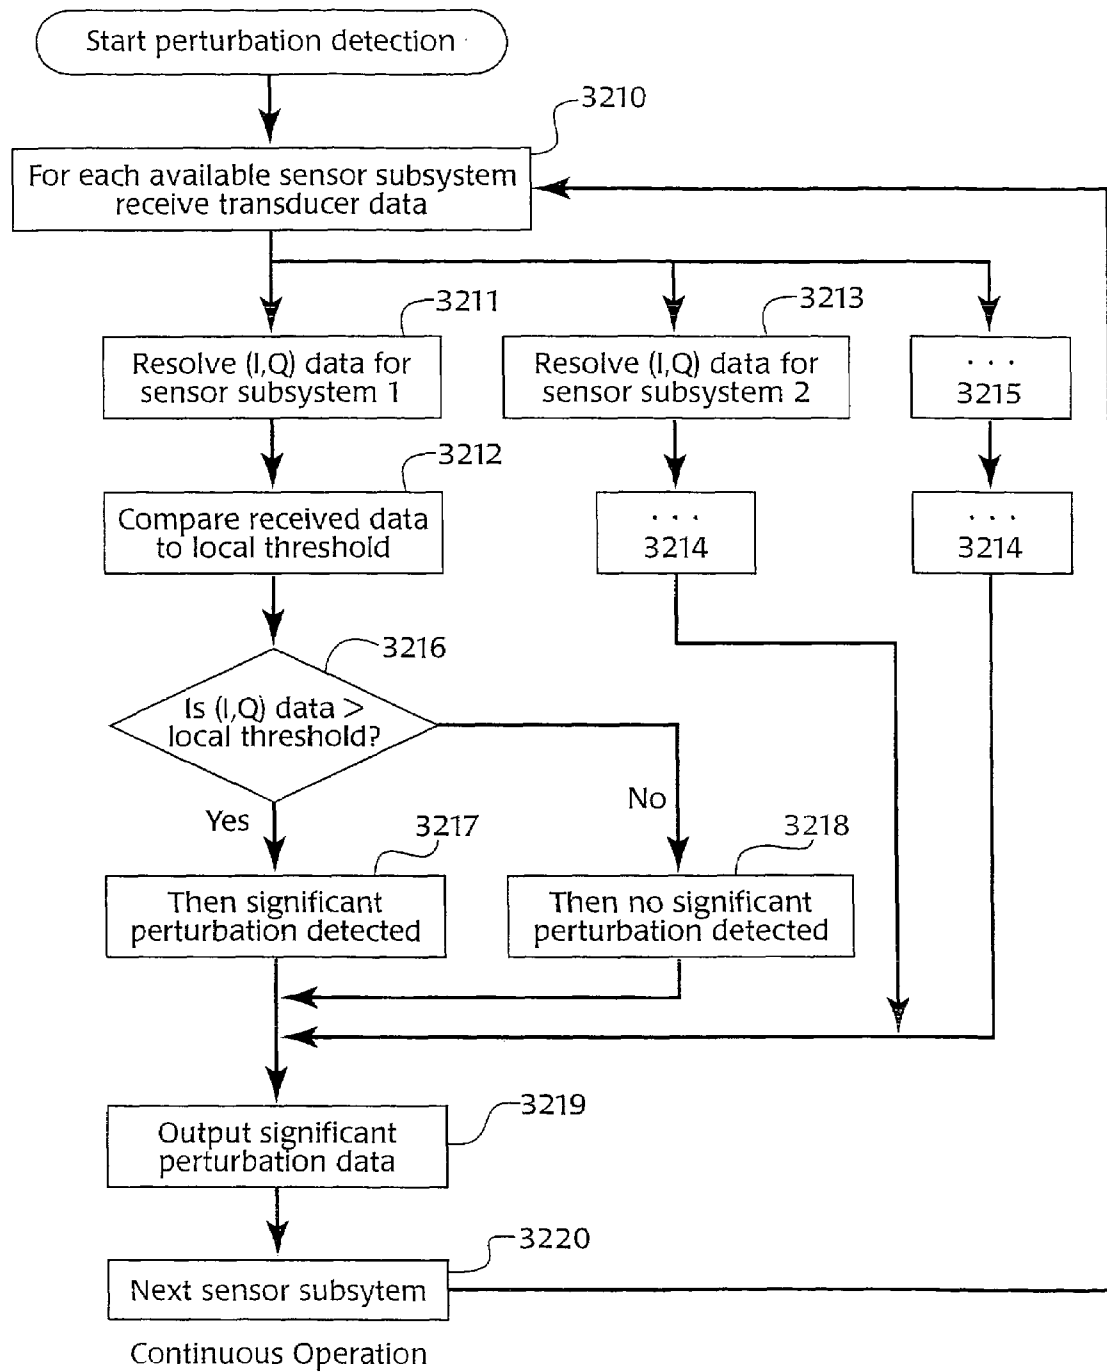 Start perturbation detection
3210
For each available sensor subsystem
receive transducer data
3211
Resolve (I,Q) data for
sensor subsystem 1
3213
Resolve (I,Q) data for
sensor subsystem 2
. . .
3215
3212
Compare received data
to local threshold
. . .
3214
. . .
3214
3216
Is (I,Q) data >
local threshold?
Yes
No
3217
Then significant
perturbation detected
3218
Then no significant
perturbation detected
3219
Output significant
perturbation data
3220
Next sensor subsytem
Continuous Operation